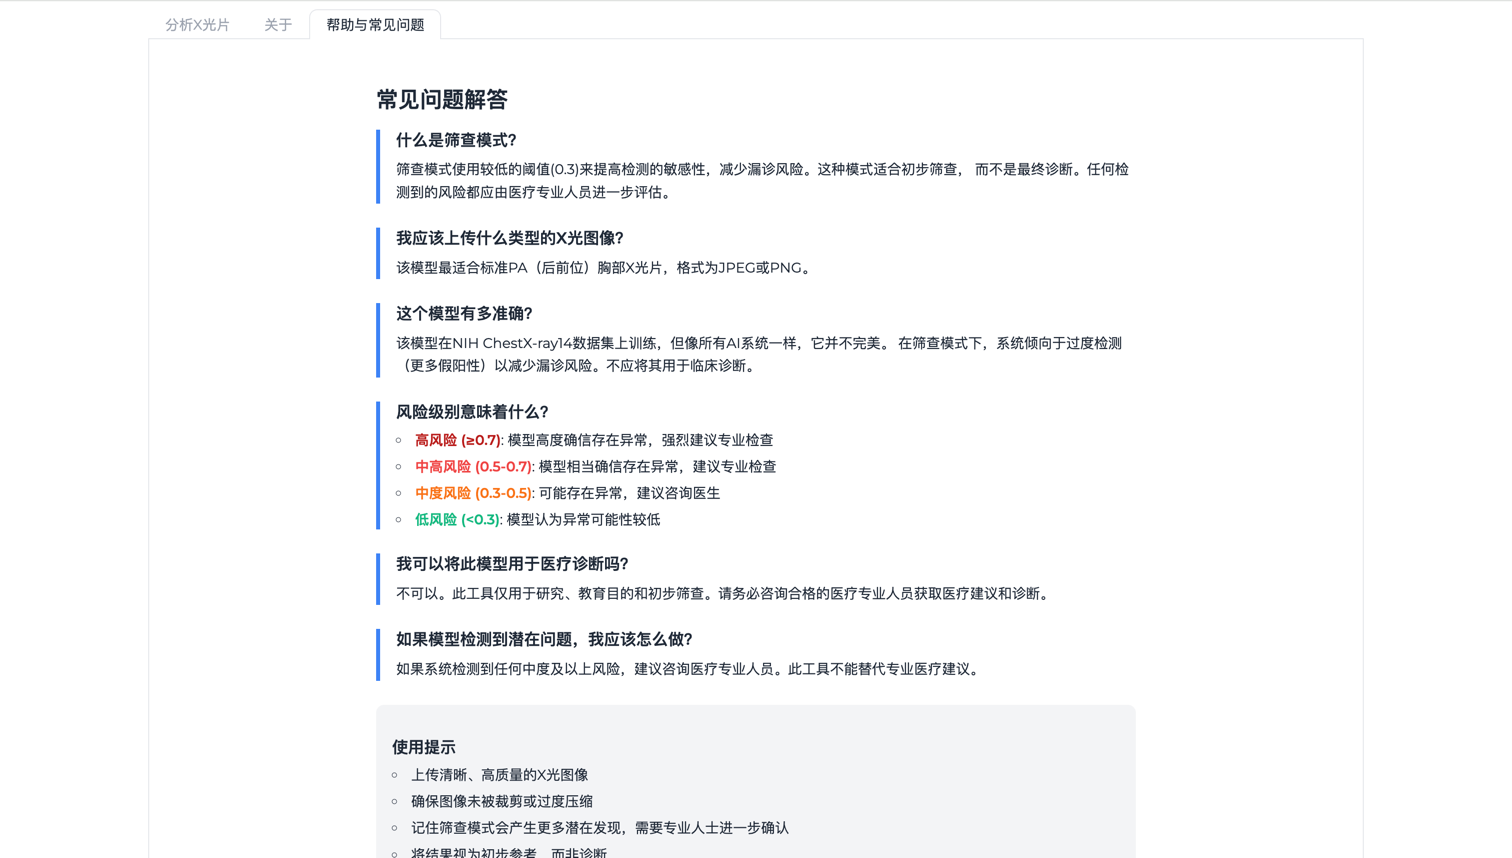 分析X光片
关于
帮助与常见问题
常见问题解答
什么是筛查模式?
筛查模式使用较低的阈值(0.3)来提高检测的敏感性，减少漏诊风险。这种模式适合初步筛查， 而不是最终诊断。任何检
测到的风险都应由医疗专业人员进一步评估。
我应该上传什么类型的X光图像?
该模型最适合标准PA（后前位）胸部X光片，格式为JPEG或PNG。
这个模型有多准确?
该模型在NIH ChestX-ray14数据集上训练，但像所有AI系统一样，它并不完美。 在筛查模式下，系统倾向于过度检测
（更多假阳性）以减少漏诊风险。不应将其用于临床诊断。
风险级别意味着什么?
高风险 (≥0.7): 模型高度确信存在异常，强烈建议专业检查
中高风险 (0.5-0.7): 模型相当确信存在异常，建议专业检查
中度风险 (0.3-0.5): 可能存在异常，建议咨询医生
低风险 (<0.3): 模型认为异常可能性较低
我可以将此模型用于医疗诊断吗?
不可以。此工具仅用于研究、教育目的和初步筛查。请务必咨询合格的医疗专业人员获取医疗建议和诊断。
如果模型检测到潜在问题，我应该怎么做?
如果系统检测到任何中度及以上风险，建议咨询医疗专业人员。此工具不能替代专业医疗建议。
使用提示
上传清晰、高质量的X光图像
确保图像未被裁剪或过度压缩
记住筛查模式会产生更多潜在发现，需要专业人士进一步确认
将结果视为初步参考，而非诊断